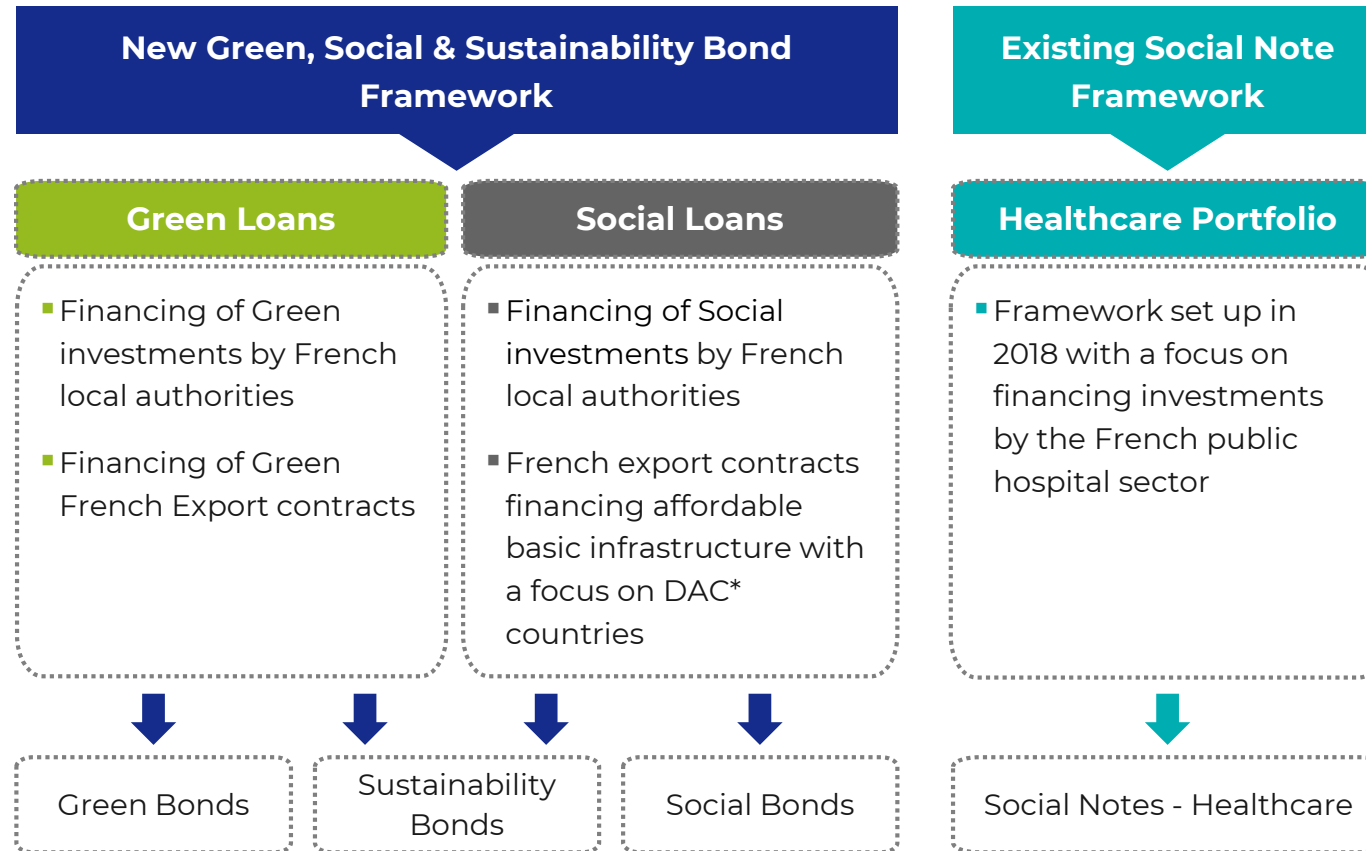 New Green, Social & Sustainability Bond
Framework
Existing Social Note
Framework
Green Loans
Social Loans
Healthcare Portfolio
▪ Financing of Green
investments by French
local authorities
▪ Financing of Green
French Export contracts
▪ Financing of Social
investments by French
local authorities
▪ French export contracts
financing affordable
basic infrastructure with
a focus on DAC*
countries
▪ Framework set up in
2018 with a focus on
financing investments
by the French public
hospital sector
Green Bonds
Sustainability
Bonds
Social Bonds
Social Notes - Healthcare